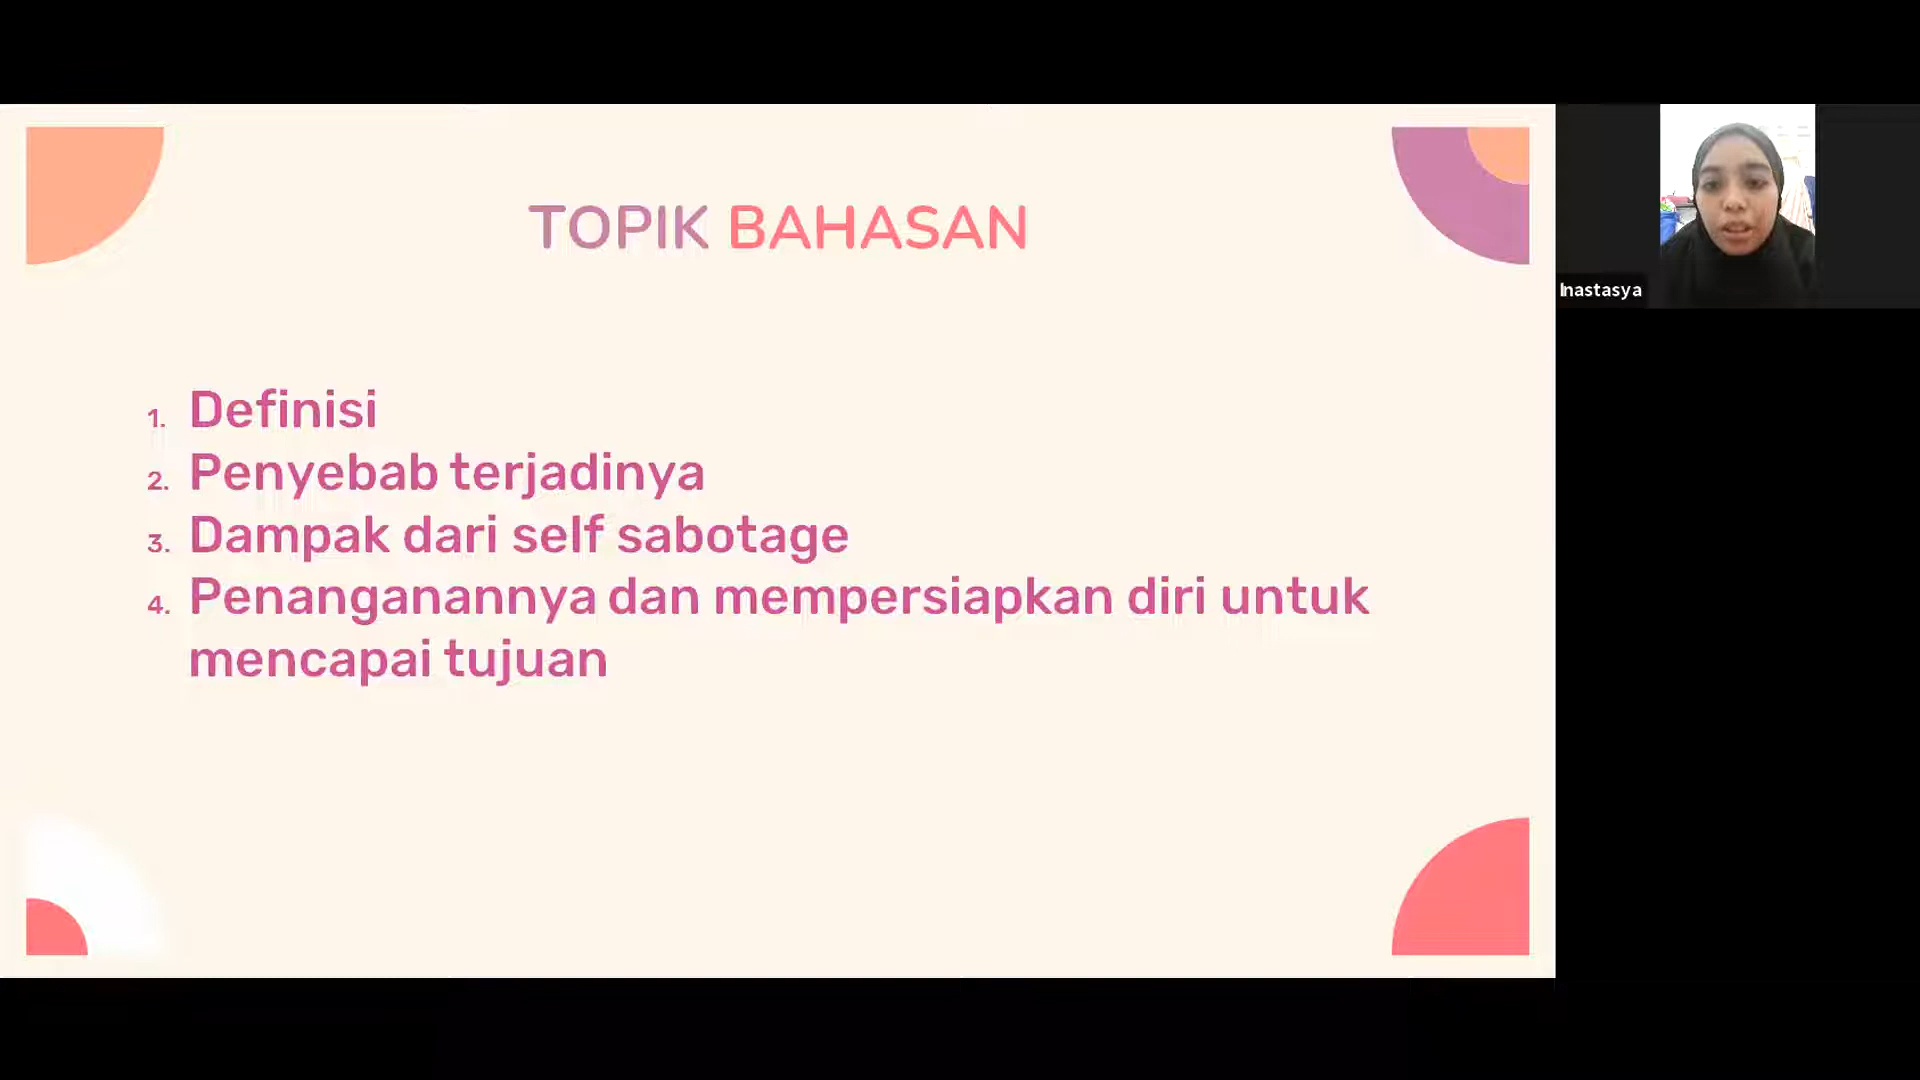 TOPIK BAHASAN
1. Definisi
2. Penyebab terjadinya
3. Dampak dari self sabotage
4. Penanganannya dan mempersiapkan diri untuk
mencapai tujuan
Inastasya